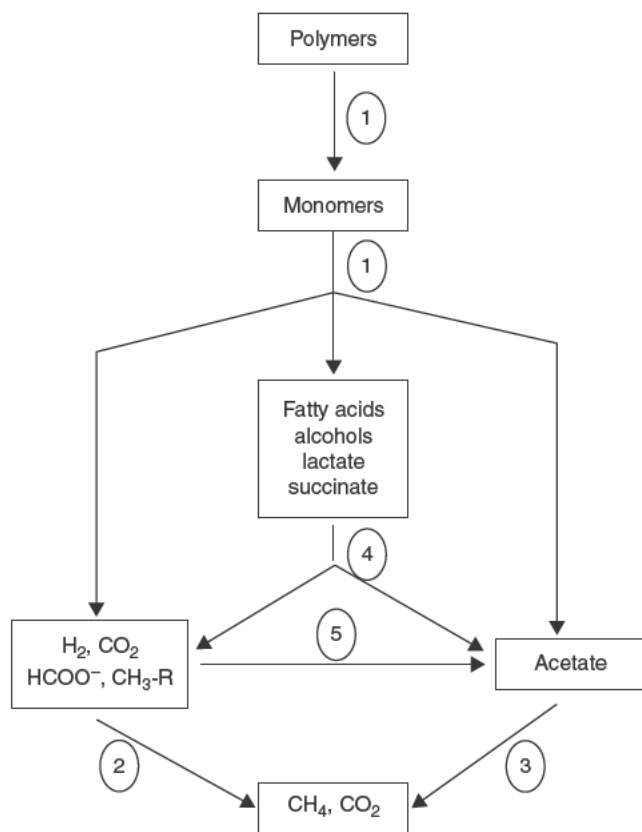 Polymers
1
Monomers
1
Fatty acids
alcohols
lactate
succinate
4
H₂, CO₂
HCOO⁻, CH₃-R
5
Acetate
2
3
CH₄, CO₂